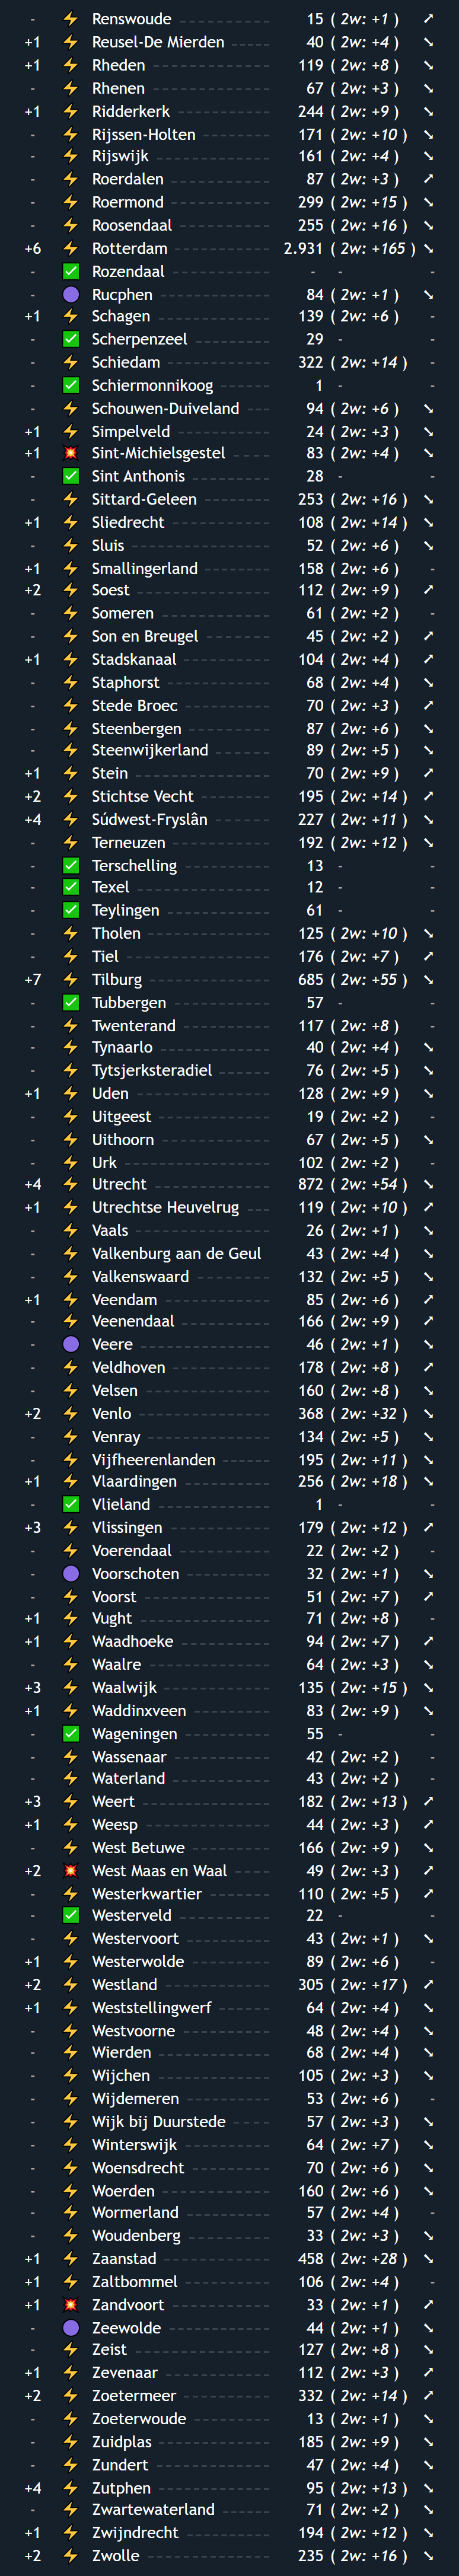 - ⚡ Renswoude 15 ( 2w: +1 ) ➚
+1 ⚡ Reusel-De Mierden 40 ( 2w: +4 ) ➘
+1 ⚡ Rheden 119 ( 2w: +8 ) ➘
- ⚡ Rhenen 67 ( 2w: +3 ) ➘
+1 ⚡ Ridderkerk 244 ( 2w: +9 ) ➘
- ⚡ Rijssen-Holten 171 ( 2w: +10 ) ➘
- ⚡ Rijswijk 161 ( 2w: +4 ) ➘
- ⚡ Roerdalen 87 ( 2w: +3 ) ➚
- ⚡ Roermond 299 ( 2w: +15 ) ➘
- ⚡ Roosendaal 255 ( 2w: +16 ) ➘
+6 ⚡ Rotterdam 2.931 ( 2w: +165 ) ➘
- ✅ Rozendaal - - -
- 🟣 Rucphen 84 ( 2w: +1 ) ➘
+1 ⚡ Schagen 139 ( 2w: +6 ) -
- ✅ Scherpenzeel 29 - -
- ⚡ Schiedam 322 ( 2w: +14 ) -
- ✅ Schiermonnikoog 1 - -
- ⚡ Schouwen-Duiveland 94 ( 2w: +6 ) ➘
+1 ⚡ Simpelveld 24 ( 2w: +3 ) ➘
+1 💥 Sint-Michielsgestel 83 ( 2w: +4 ) ➘
- ✅ Sint Anthonis 28 - -
- ⚡ Sittard-Geleen 253 ( 2w: +16 ) ➘
+1 ⚡ Sliedrecht 108 ( 2w: +14 ) ➘
- ⚡ Sluis 52 ( 2w: +6 ) ➘
+1 ⚡ Smallingerland 158 ( 2w: +6 ) -
+2 ⚡ Soest 112 ( 2w: +9 ) ➚
- ⚡ Someren 61 ( 2w: +2 ) -
- ⚡ Son en Breugel 45 ( 2w: +2 ) ➚
+1 ⚡ Stadskanaal 104 ( 2w: +4 ) ➚
- ⚡ Staphorst 68 ( 2w: +4 ) ➘
- ⚡ Stede Broec 70 ( 2w: +3 ) ➚
- ⚡ Steenbergen 87 ( 2w: +6 ) ➘
- ⚡ Steenwijkerland 89 ( 2w: +5 ) ➘
+1 ⚡ Stein 70 ( 2w: +9 ) ➚
+2 ⚡ Stichtse Vecht 195 ( 2w: +14 ) ➚
+4 ⚡ Súdwest-Fryslân 227 ( 2w: +11 ) ➘
- ⚡ Terneuzen 192 ( 2w: +12 ) ➘
- ✅ Terschelling 13 - -
- ✅ Texel 12 - -
- ✅ Teylingen 61 - -
- ⚡ Tholen 125 ( 2w: +10 ) ➘
- ⚡ Tiel 176 ( 2w: +7 ) ➚
+7 ⚡ Tilburg 685 ( 2w: +55 ) ➘
- ✅ Tubbergen 57 - -
- ⚡ Twenterand 117 ( 2w: +8 ) -
- ⚡ Tynaarlo 40 ( 2w: +4 ) ➘
- ⚡ Tytsjerksteradiel 76 ( 2w: +5 ) ➘
+1 ⚡ Uden 128 ( 2w: +9 ) ➘
- ⚡ Uitgeest 19 ( 2w: +2 ) -
- ⚡ Uithoorn 67 ( 2w: +5 ) ➘
- ⚡ Urk 102 ( 2w: +2 ) -
+4 ⚡ Utrecht 872 ( 2w: +54 ) ➘
+1 ⚡ Utrechtse Heuvelrug 119 ( 2w: +10 ) ➚
- ⚡ Vaals 26 ( 2w: +1 ) ➘
- ⚡ Valkenburg aan de Geul 43 ( 2w: +4 ) ➘
- ⚡ Valkenswaard 132 ( 2w: +5 ) ➘
+1 ⚡ Veendam 85 ( 2w: +6 ) ➚
- ⚡ Veenendaal 166 ( 2w: +9 ) ➚
- 🟣 Veere 46 ( 2w: +1 ) ➘
- ⚡ Veldhoven 178 ( 2w: +8 ) ➚
- ⚡ Velsen 160 ( 2w: +8 ) ➘
+2 ⚡ Venlo 368 ( 2w: +32 ) ➘
- ⚡ Venray 134 ( 2w: +5 ) ➘
- ⚡ Vijfheerenlanden 195 ( 2w: +11 ) ➘
+1 ⚡ Vlaardingen 256 ( 2w: +18 ) ➘
- ✅ Vlieland 1 - -
+3 ⚡ Vlissingen 179 ( 2w: +12 ) ➚
- ⚡ Voerendaal 22 ( 2w: +2 ) -
- 🟣 Voorschoten 32 ( 2w: +1 ) ➘
- ⚡ Voorst 51 ( 2w: +7 ) ➚
+1 ⚡ Vught 71 ( 2w: +8 ) -
+1 ⚡ Waadhoeke 94 ( 2w: +7 ) ➚
- ⚡ Waalre 64 ( 2w: +3 ) ➘
+3 ⚡ Waalwijk 135 ( 2w: +15 ) ➘
+1 ⚡ Waddinxveen 83 ( 2w: +9 ) ➘
- ✅ Wageningen 55 - -
- ⚡ Wassenaar 42 ( 2w: +2 ) -
- ⚡ Waterland 43 ( 2w: +2 ) -
+3 ⚡ Weert 182 ( 2w: +13 ) ➚
+1 ⚡ Weesp 44 ( 2w: +3 ) ➚
- ⚡ West Betuwe 166 ( 2w: +9 ) ➘
+2 💥 West Maas en Waal 49 ( 2w: +3 ) ➚
- ⚡ Westerkwartier 110 ( 2w: +5 ) ➚
- ✅ Westerveld 22 - -
- ⚡ Westervoort 43 ( 2w: +1 ) ➘
+1 ⚡ Westerwolde 89 ( 2w: +6 ) -
+2 ⚡ Westland 305 ( 2w: +17 ) ➚
+1 ⚡ Weststellingwerf 64 ( 2w: +4 ) ➘
- ⚡ Westvoorne 48 ( 2w: +4 ) ➘
- ⚡ Wierden 68 ( 2w: +4 ) ➘
- ⚡ Wijchen 105 ( 2w: +3 ) ➘
- ⚡ Wijdemeren 53 ( 2w: +6 ) -
- ⚡ Wijk bij Duurstede 57 ( 2w: +3 ) ➘
- ⚡ Winterswijk 64 ( 2w: +7 ) ➘
- ⚡ Woensdrecht 70 ( 2w: +6 ) ➘
- ⚡ Woerden 160 ( 2w: +6 ) ➘
- ⚡ Wormerland 57 ( 2w: +4 ) -
- ⚡ Woudenberg 33 ( 2w: +3 ) ➘
+1 ⚡ Zaanstad 458 ( 2w: +28 ) ➘
+1 ⚡ Zaltbommel 106 ( 2w: +4 ) -
+1 💥 Zandvoort 33 ( 2w: +1 ) ➚
- 🟣 Zeewolde 44 ( 2w: +1 ) ➘
- ⚡ Zeist 127 ( 2w: +8 ) ➘
+1 ⚡ Zevenaar 112 ( 2w: +3 ) ➚
+2 ⚡ Zoetermeer 332 ( 2w: +14 ) ➚
- ⚡ Zoeterwoude 13 ( 2w: +1 ) ➘
- ⚡ Zuidplas 185 ( 2w: +9 ) ➘
- ⚡ Zundert 47 ( 2w: +4 ) ➘
+4 ⚡ Zutphen 95 ( 2w: +13 ) ➘
- ⚡ Zwartewaterland 71 ( 2w: +2 ) ➘
+1 ⚡ Zwijndrecht 194 ( 2w: +12 ) ➘
+2 ⚡ Zwolle 235 ( 2w: +16 ) ➘